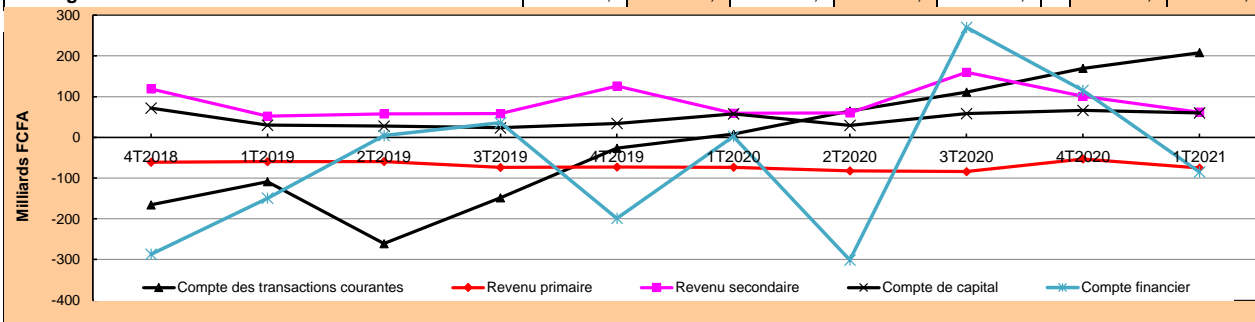 300
200
100
0
-100
-200
-300
-400
Milliards FCFA
4T2018 1T2019 2T2019 3T2019 4T2019 1T2020 2T2020 3T2020 4T2020 1T2021
Compte des transactions courantes Revenu primaire Revenu secondaire Compte de capital Compte financier